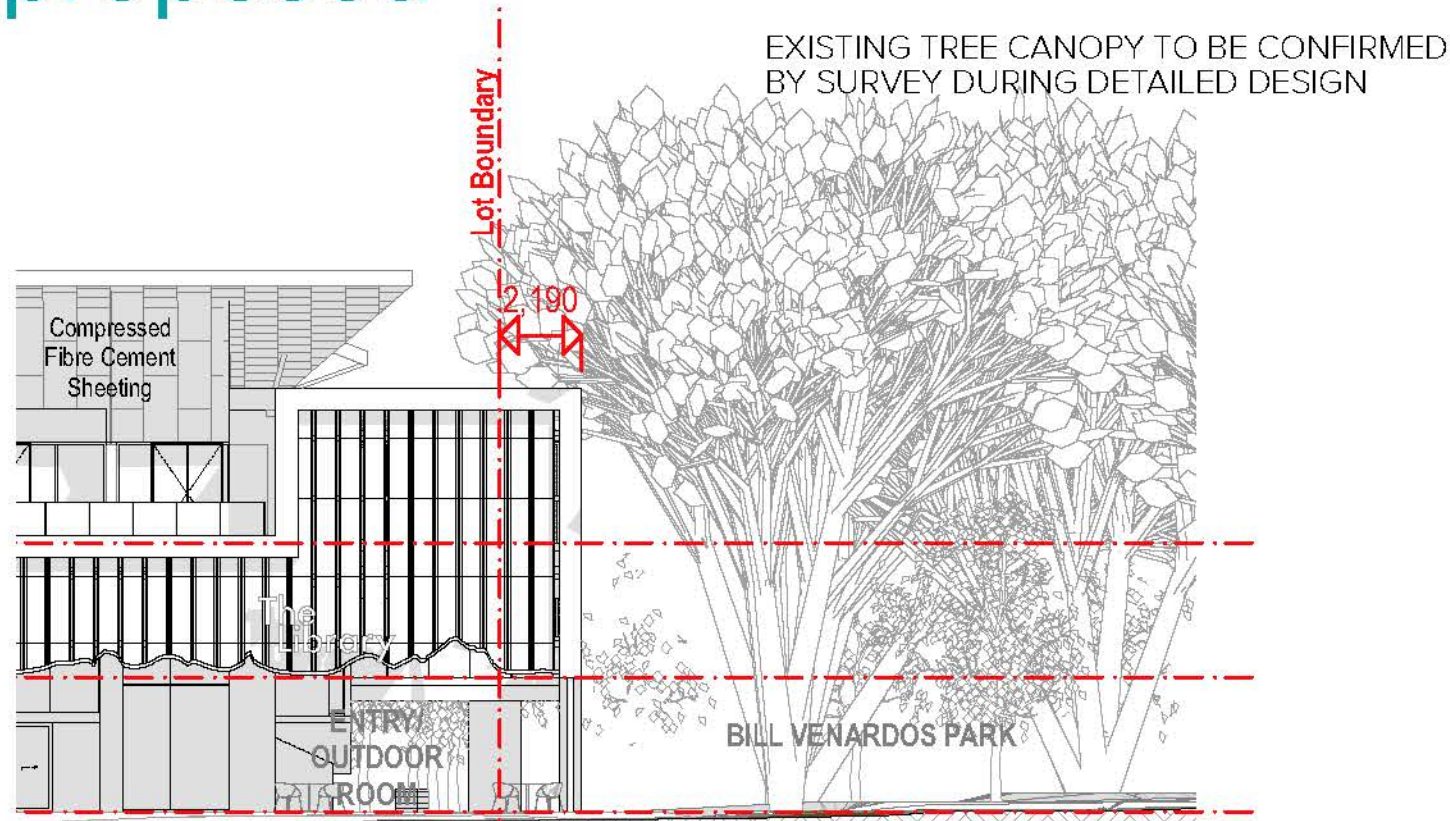 EXISTING TREE CANOPY TO BE CONFIRMED
BY SURVEY DURING DETAILED DESIGN
Lot Boundary
2,190
Compressed
Fibre Cement
Sheeting
The
Library
ENTRY/
OUTDOOR
ROOM
BILL VENARDOS PARK